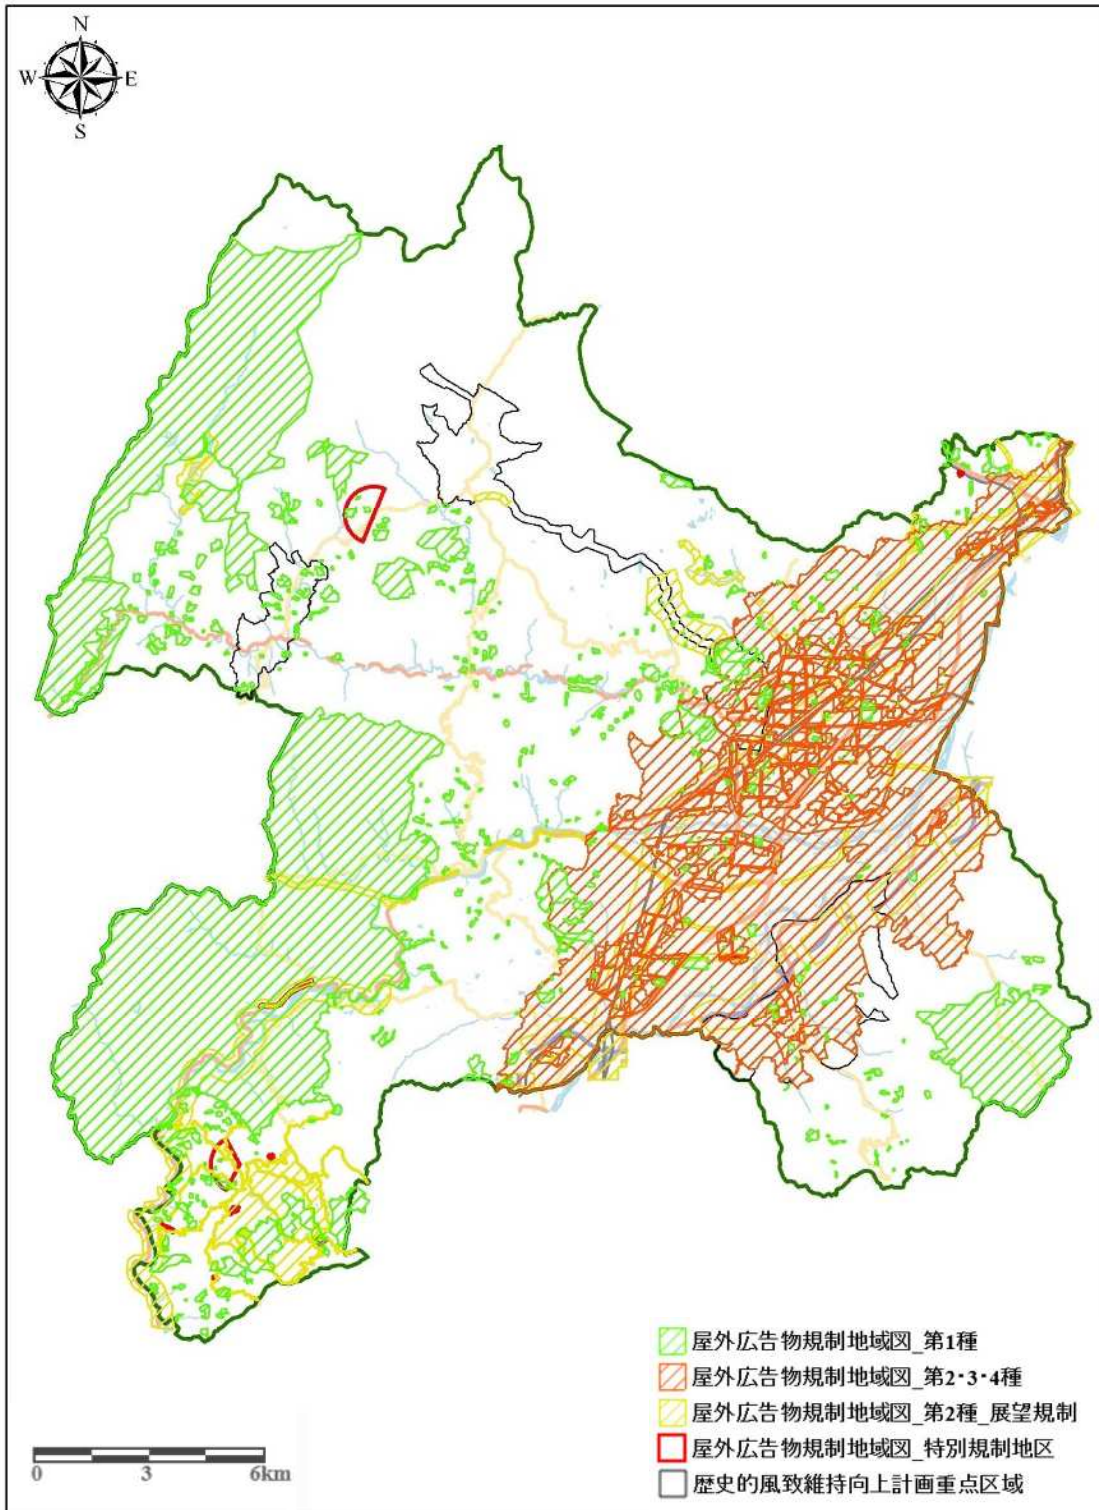 N
W E
S
屋外広告物規制地域図_第1種
屋外広告物規制地域図_第2・3・4種
屋外広告物規制地域図_第2種_展望規制
屋外広告物規制地域図_特別規制地区
歴史的風致維持向上計画重点区域
0 3 6km